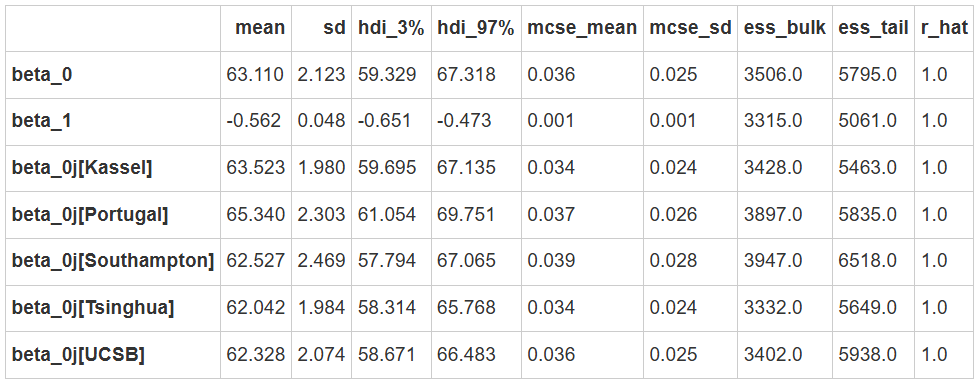 mean sd hdi_3% hdi_97% mcse_mean mcse_sd ess_bulk ess_tail r_hat
beta_0 63.110 2.123 59.329 67.318 0.036 0.025 3506.0 5795.0 1.0
beta_1 -0.562 0.048 -0.651 -0.473 0.001 0.001 3315.0 5061.0 1.0
beta_0j[Kassel] 63.523 1.980 59.695 67.135 0.034 0.024 3428.0 5463.0 1.0
beta_0j[Portugal] 65.340 2.303 61.054 69.751 0.037 0.026 3897.0 5835.0 1.0
beta_0j[Southampton] 62.527 2.469 57.794 67.065 0.039 0.028 3947.0 6518.0 1.0
beta_0j[Tsinghua] 62.042 1.984 58.314 65.768 0.034 0.024 3332.0 5649.0 1.0
beta_0j[UCSB] 62.328 2.074 58.671 66.483 0.036 0.025 3402.0 5938.0 1.0